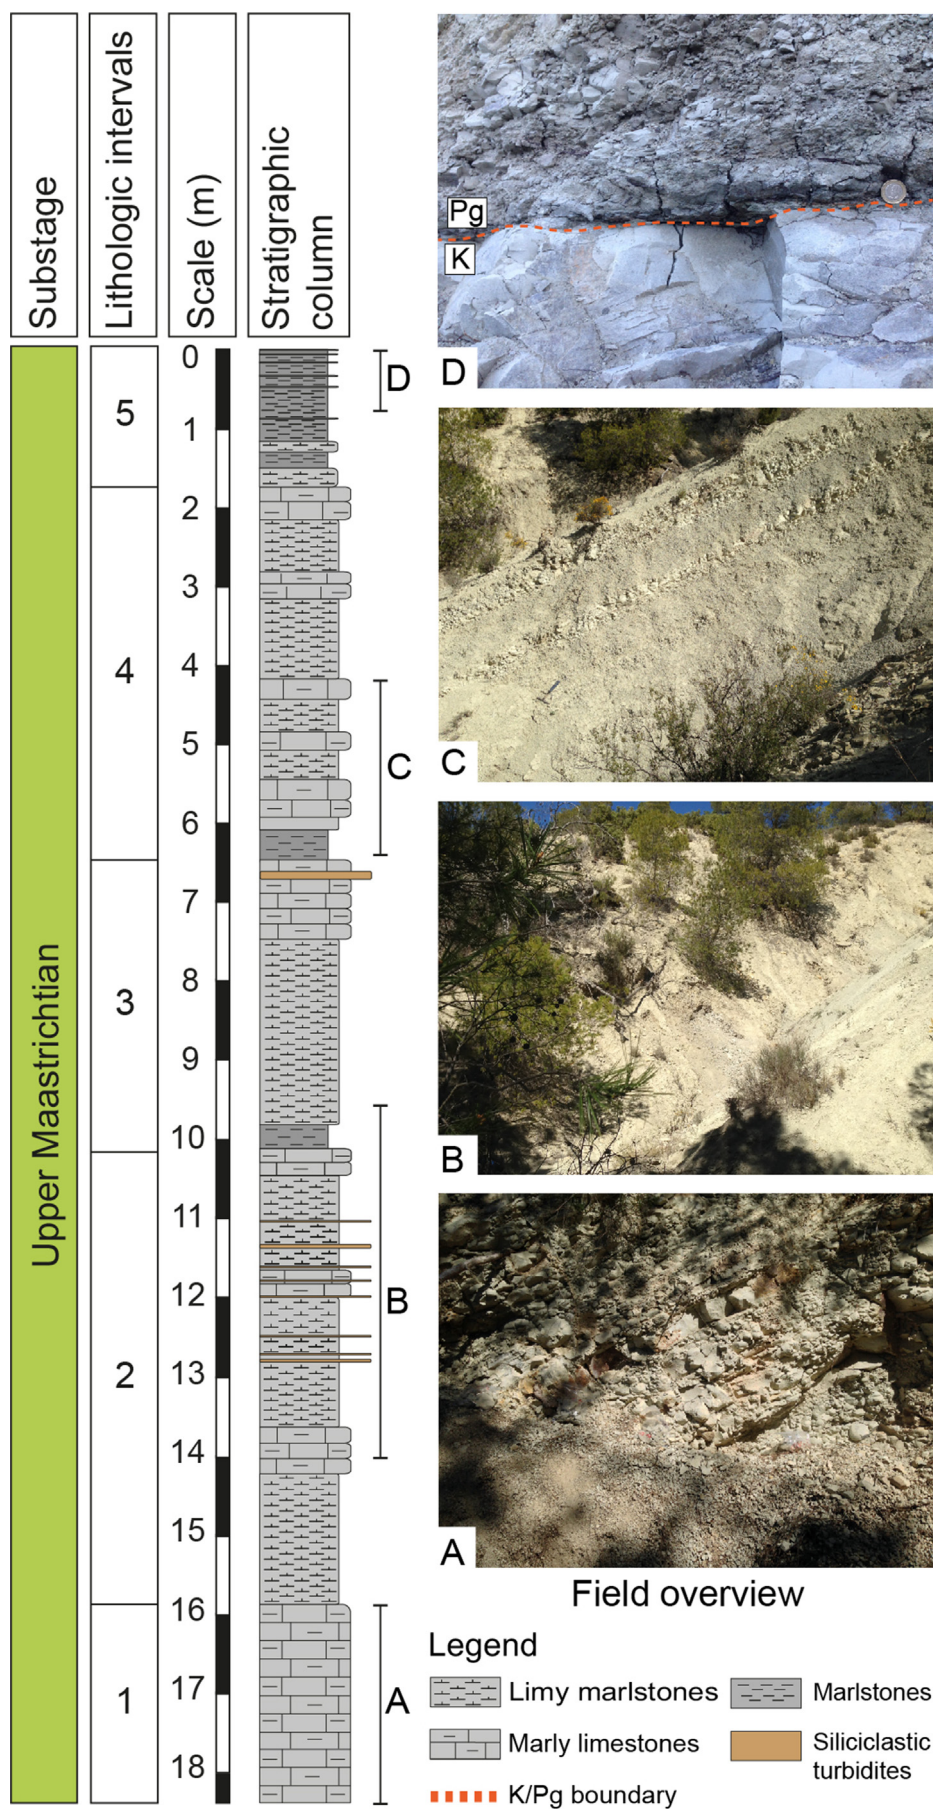 Substage
Lithologic intervals
Scale (m)
Stratigraphic
column
Upper Maastrichtian
5
4
3
2
1
0
1
2
3
4
5
6
7
8
9
10
11
12
13
14
15
16
17
18
D
C
B
A
Pg
K
D
C
B
A
Field overview
Legend
Limy marlstones
Marlstones
Marly limestones
Siliciclastic
turbidites
K/Pg boundary